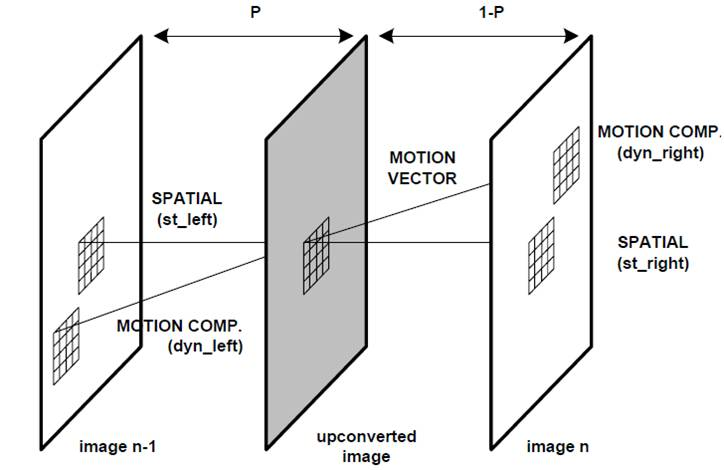 P
1-P
MOTION COMP.
(dyn_right)
MOTION
VECTOR
SPATIAL
(st_left)
SPATIAL
(st_right)
MOTION COMP.
(dyn_left)
image n-1
upconverted
image
image n